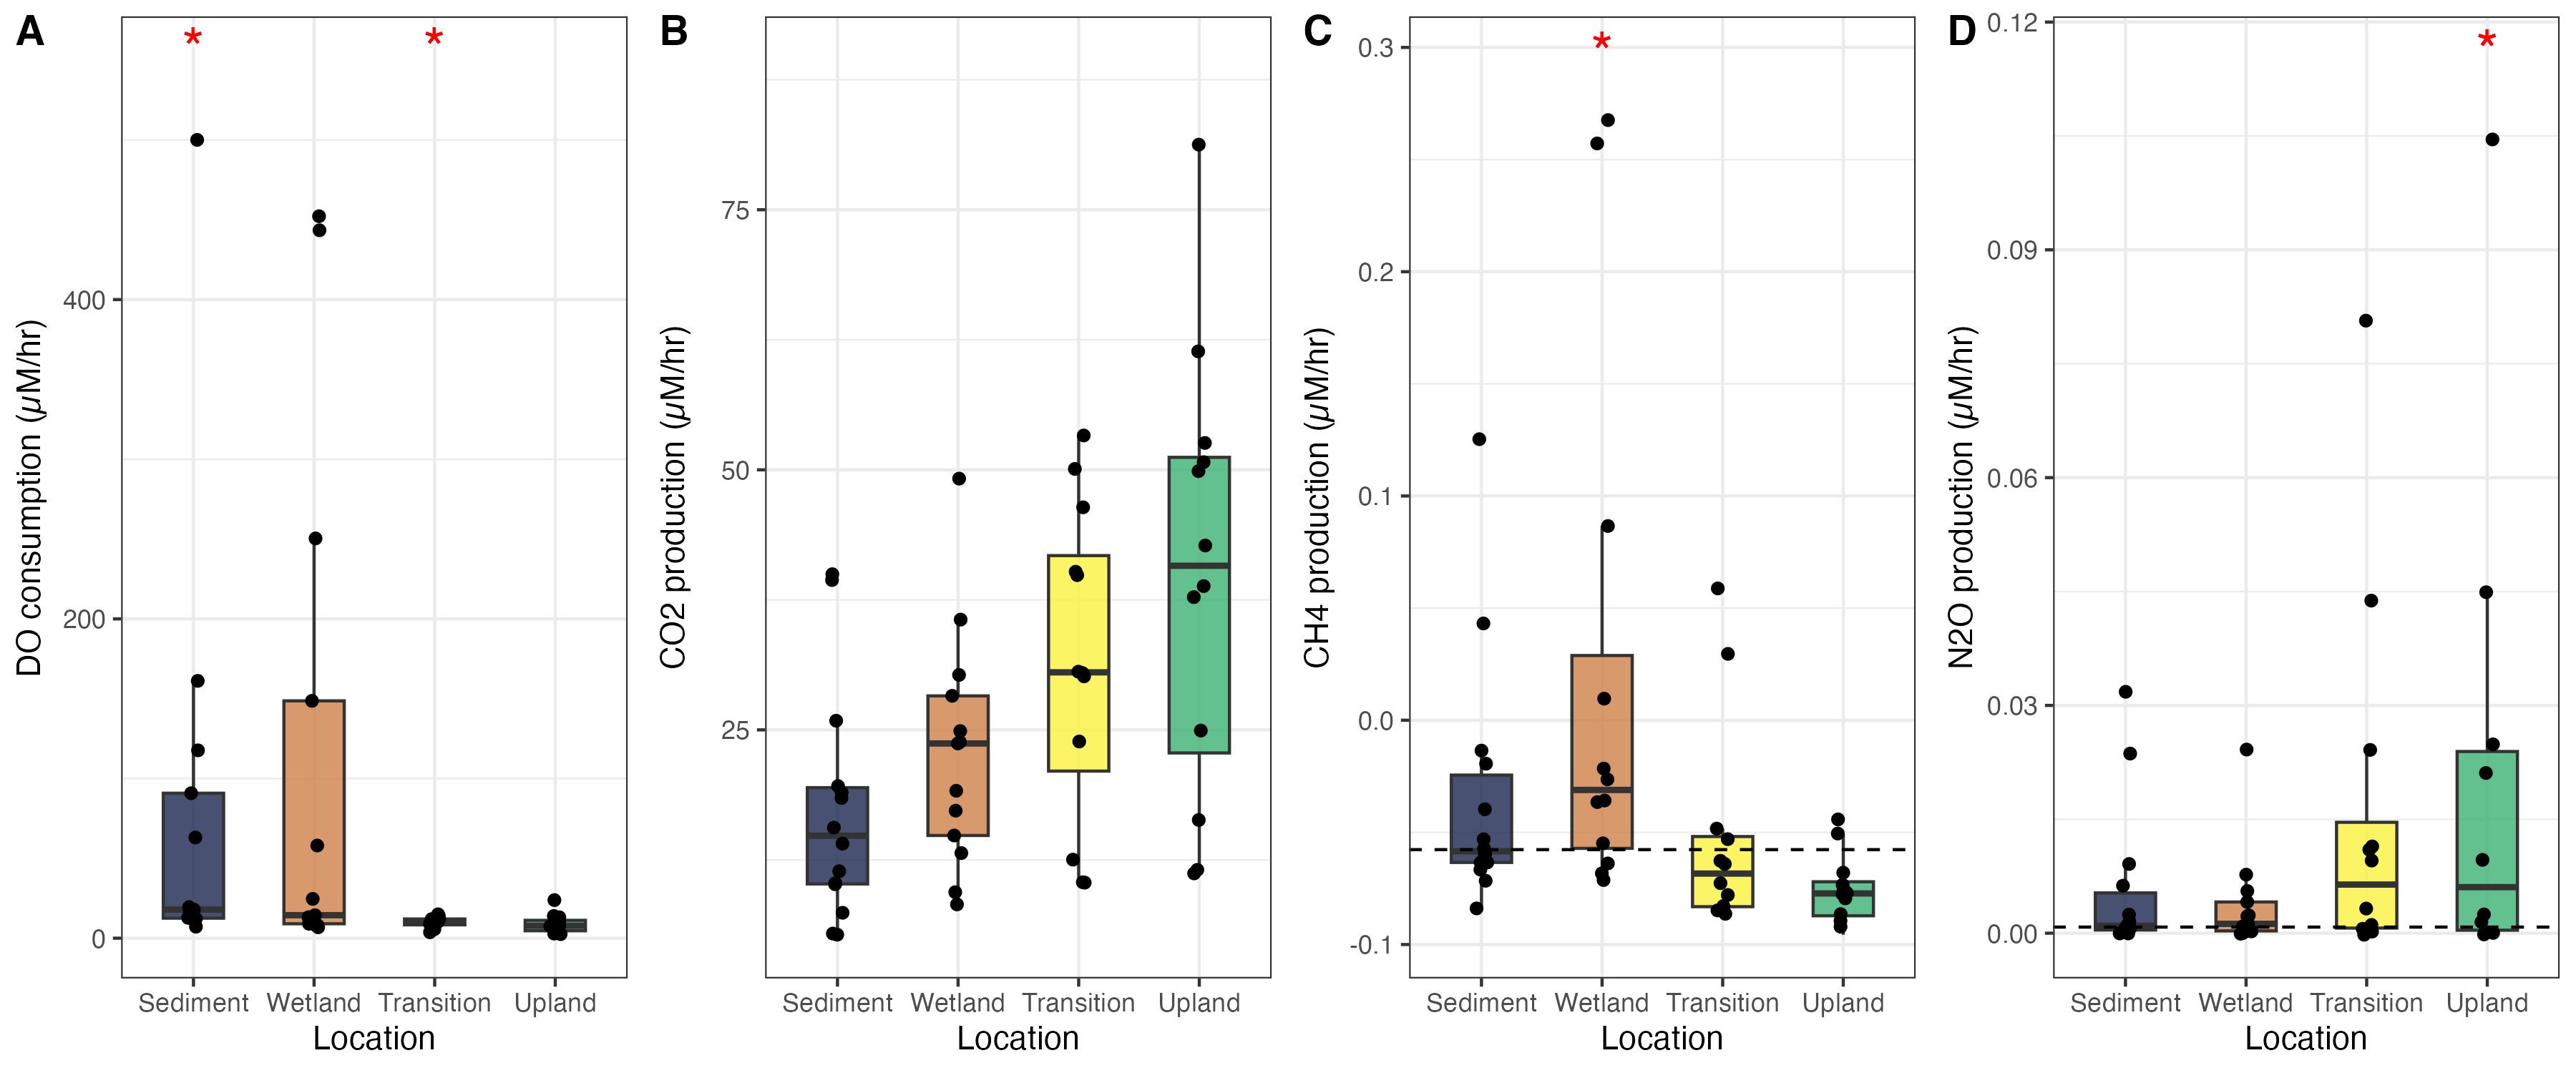 A
*
*
DO consumption (µM/hr)
400
200
0
Sediment Wetland Transition Upland
Location
B
CO2 production (µM/hr)
75
50
25
Sediment Wetland Transition Upland
Location
C
*
CH4 production (µM/hr)
0.3
0.2
0.1
0.0
-0.1
Sediment Wetland Transition Upland
Location
D
*
N2O production (µM/hr)
0.12
0.09
0.06
0.03
0.00
Sediment Wetland Transition Upland
Location